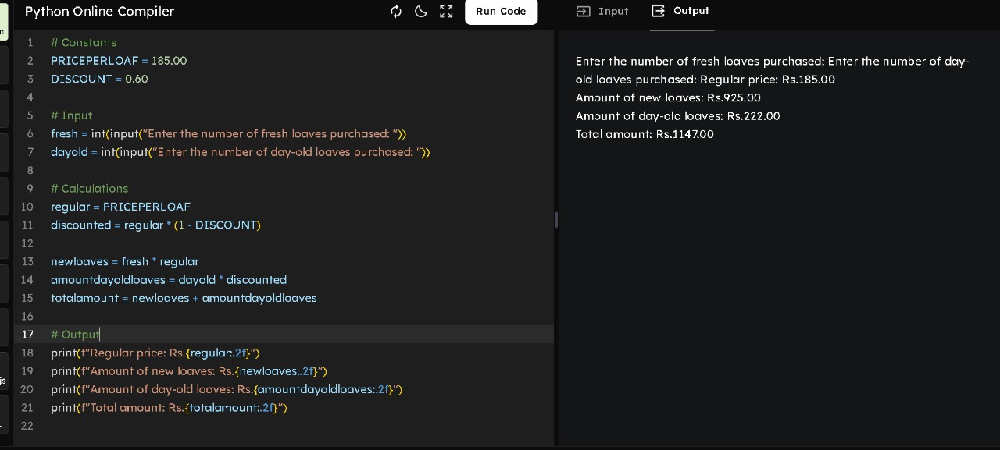 Python Online Compiler
Run Code
Input
Output
1 # Constants
2 PRICEPERLOAF = 185.00
3 DISCOUNT = 0.60
4
5 # Input
6 fresh = int(input("Enter the number of fresh loaves purchased: "))
7 dayold = int(input("Enter the number of day-old loaves purchased: "))
8
9 # Calculations
10 regular = PRICEPERLOAF
11 discounted = regular * (1 - DISCOUNT)
12
13 newloaves = fresh * regular
14 amountdayoldloaves = dayold * discounted
15 totalamount = newloaves + amountdayoldloaves
16
17 # Output
18 print(f"Regular price: Rs.{regular:.2f}")
19 print(f"Amount of new loaves: Rs.{newloaves:.2f}")
20 print(f"Amount of day-old loaves: Rs.{amountdayoldloaves:.2f}")
21 print(f"Total amount: Rs.{totalamount:.2f}")
22
Enter the number of fresh loaves purchased: Enter the number of day-
old loaves purchased: Regular price: Rs.185.00
Amount of new loaves: Rs.925.00
Amount of day-old loaves: Rs.222.00
Total amount: Rs.1147.00